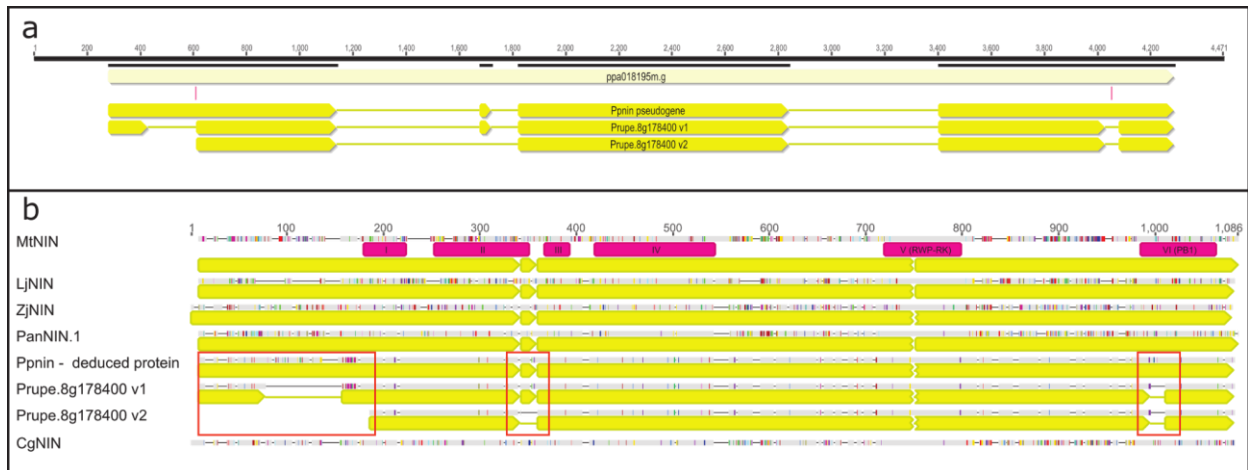 a
1 200 400 600 800 1,000 1,200 1,400 1,600 1,800 2,000 2,200 2,400 2,600 2,800 3,000 3,200 3,400 3,600 3,800 4,000 4,200 4,471
ppa018195m.g
Ppnin pseudogene
Prupe.8g178400 v1
Prupe.8g178400 v2
b
1 100 200 300 400 500 600 700 800 900 1,000 1,086
MtNIN
I II III IV V (RWP-RK) VI (PB1)
LjNIN
ZjNIN
PanNIN.1
Ppnin - deduced protein
Prupe.8g178400 v1
Prupe.8g178400 v2
CgNIN